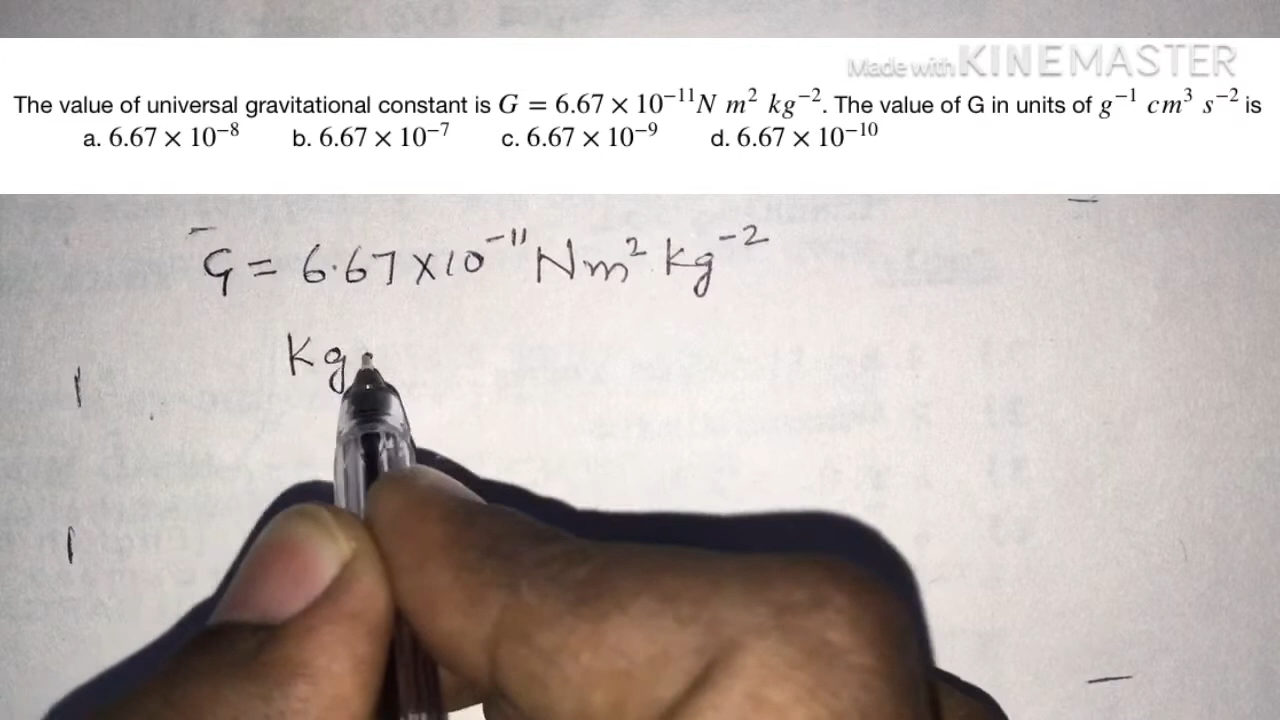 Made with KINEMASTER
The value of universal gravitational constant is G = 6.67 × 10⁻¹¹N m² kg⁻². The value of G in units of g⁻¹ cm³ s⁻² is
a. 6.67 × 10⁻⁸ b. 6.67 × 10⁻⁷ c. 6.67 × 10⁻⁹ d. 6.67 × 10⁻¹⁰
G = 6.67 × 10⁻¹¹ N m² kg⁻²
Kg